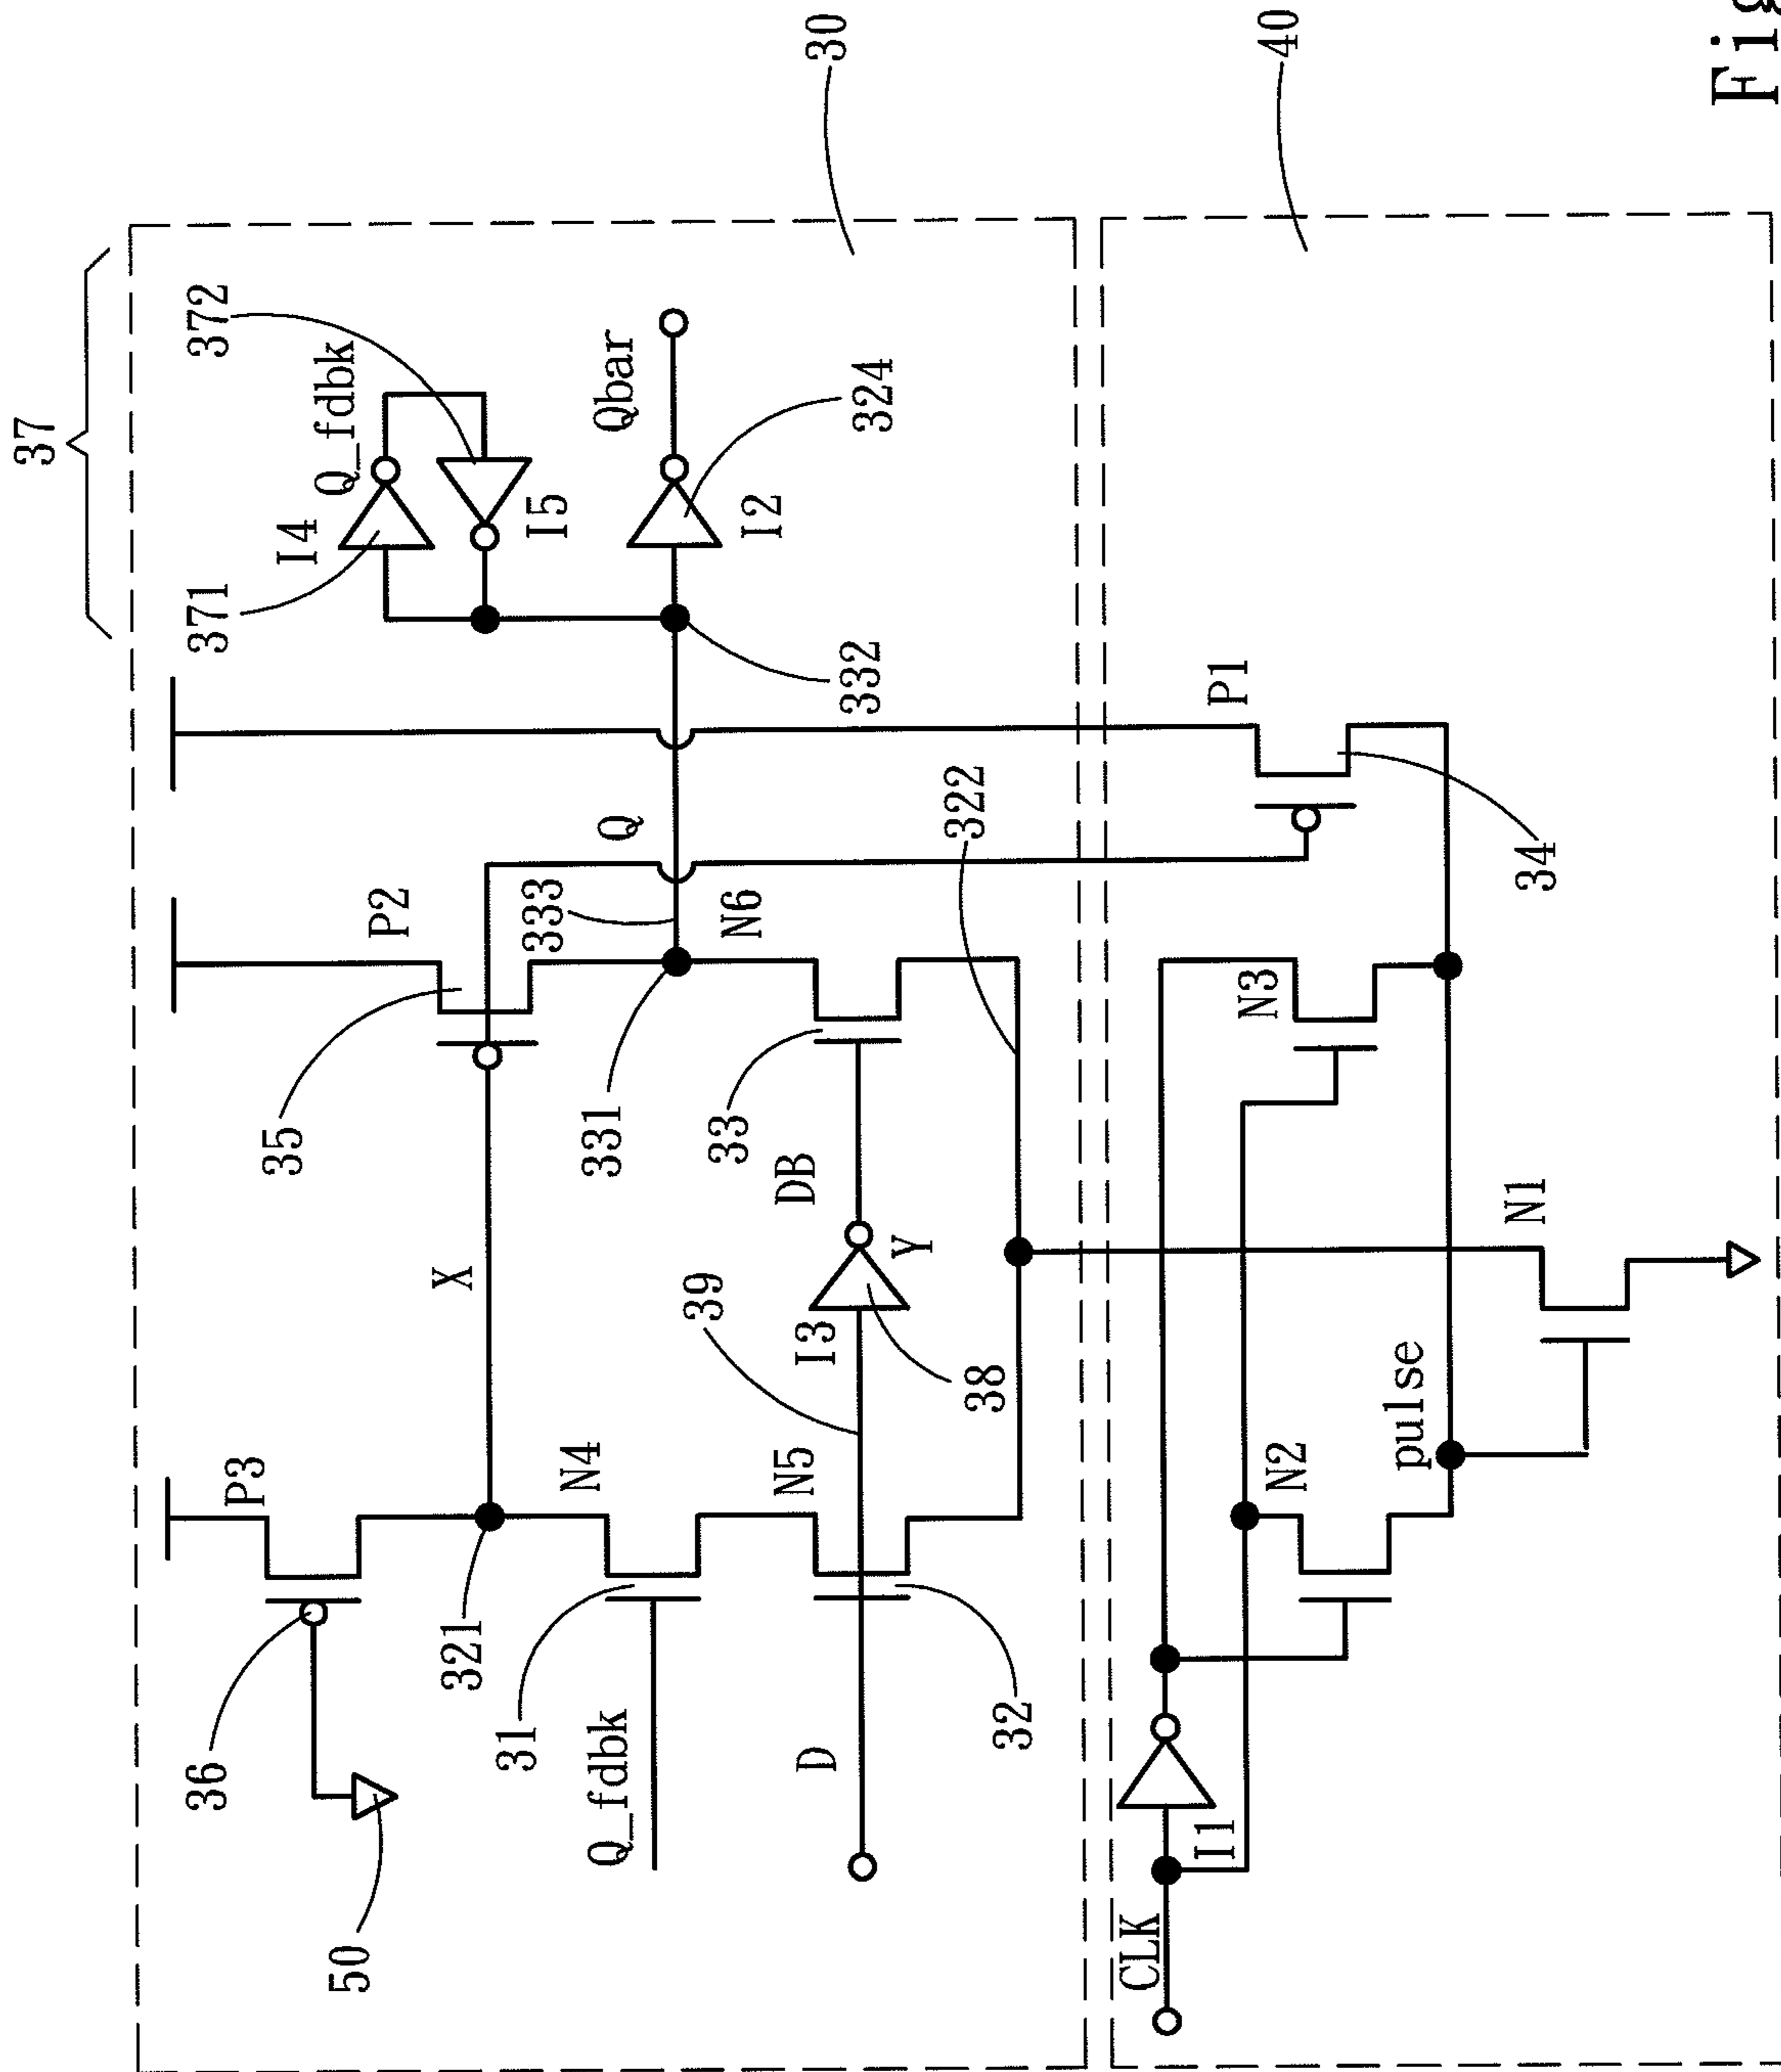 37
371
I4
Q_fdbk
372
P3
P2
36
35
50
X
I5
321
N4
331
333
Q
Qbar
31
Q_fdbk
N6
332
I2
324
30
39
N5
DB
33
D
I3
Y
32
38
322
CLK
I1
N2
N3
P1
40
pulse
34
N1
Fig